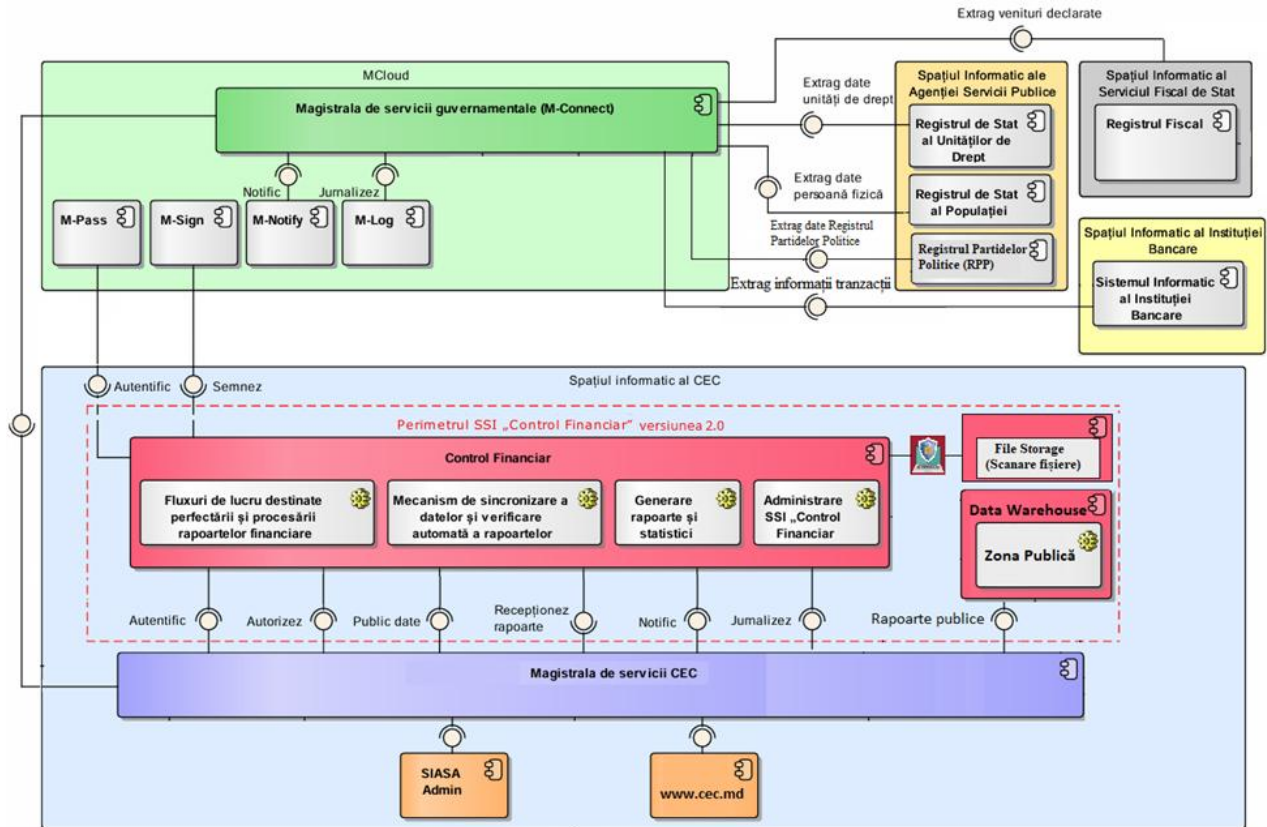 Extrag venituri declarate
MCloud
Magistrala de servicii guvernamentale (M-Connect)
Extrag date
unități de drept
Spațiul Informatic ale
Agenției Servicii Publice
Registrul de Stat
al Unităților de
Drept
Spațiul Informatic al
Serviciul Fiscal de Stat
Registrul Fiscal
Notific
Jurnalizez
M-Pass
M-Sign
M-Notify
M-Log
Extrag date
persoană fizică
Registrul de Stat
al Populației
Extrag date Registrul
Partidelor Politice
Registrul Partidelor
Politice (RPP)
Extrag informații tranzacții
Spațiul Informatic al Instituției
Bancare
Sistemul Informatic
al Instituției
Bancare
Spațiul informatic al CEC
Autentific
Semnez
Perimetrul SSI „Control Financiar” versiunea 2.0
Control Financiar
File Storage
(Scanare fișiere)
Fluxuri de lucru destinate
perfectării și procesării
rapoartelor financiare
Mecanism de sincronizare a
datelor și verificare
automată a rapoartelor
Generare
rapoarte și
statistici
Administrare
SSI „Control
Financiar
Data Warehouse
Zona Publică
Autentific
Autorizez
Public date
Recepționez
rapoarte
Notific
Jurnalizez
Rapoarte publice
Magistrala de servicii CEC
SIASA
Admin
www.cec.md